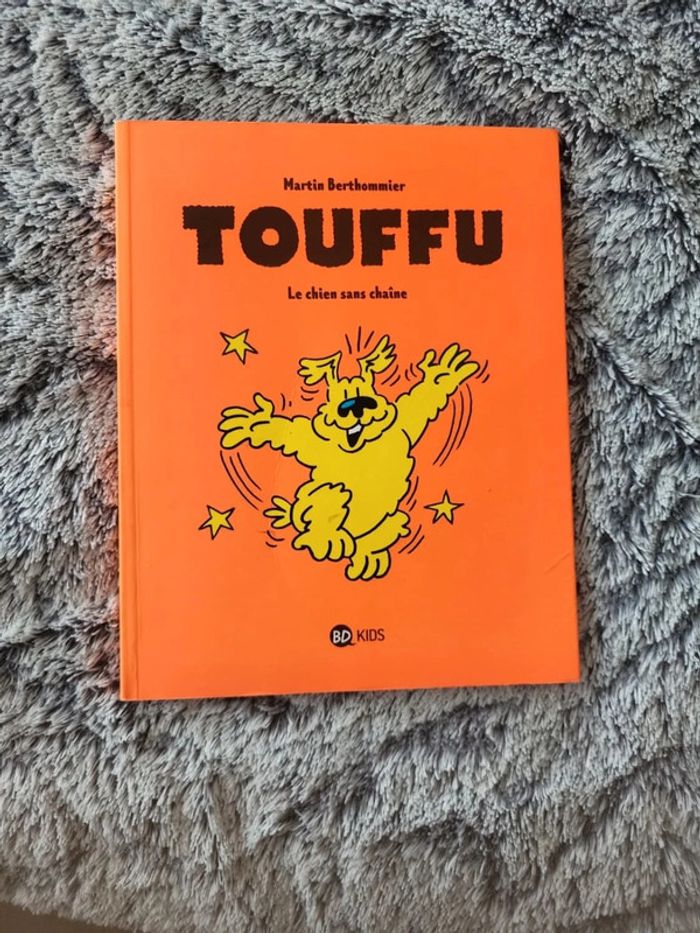 Martin Berthommier
TOUFFU
Le chien sans chaîne
BD KIDS